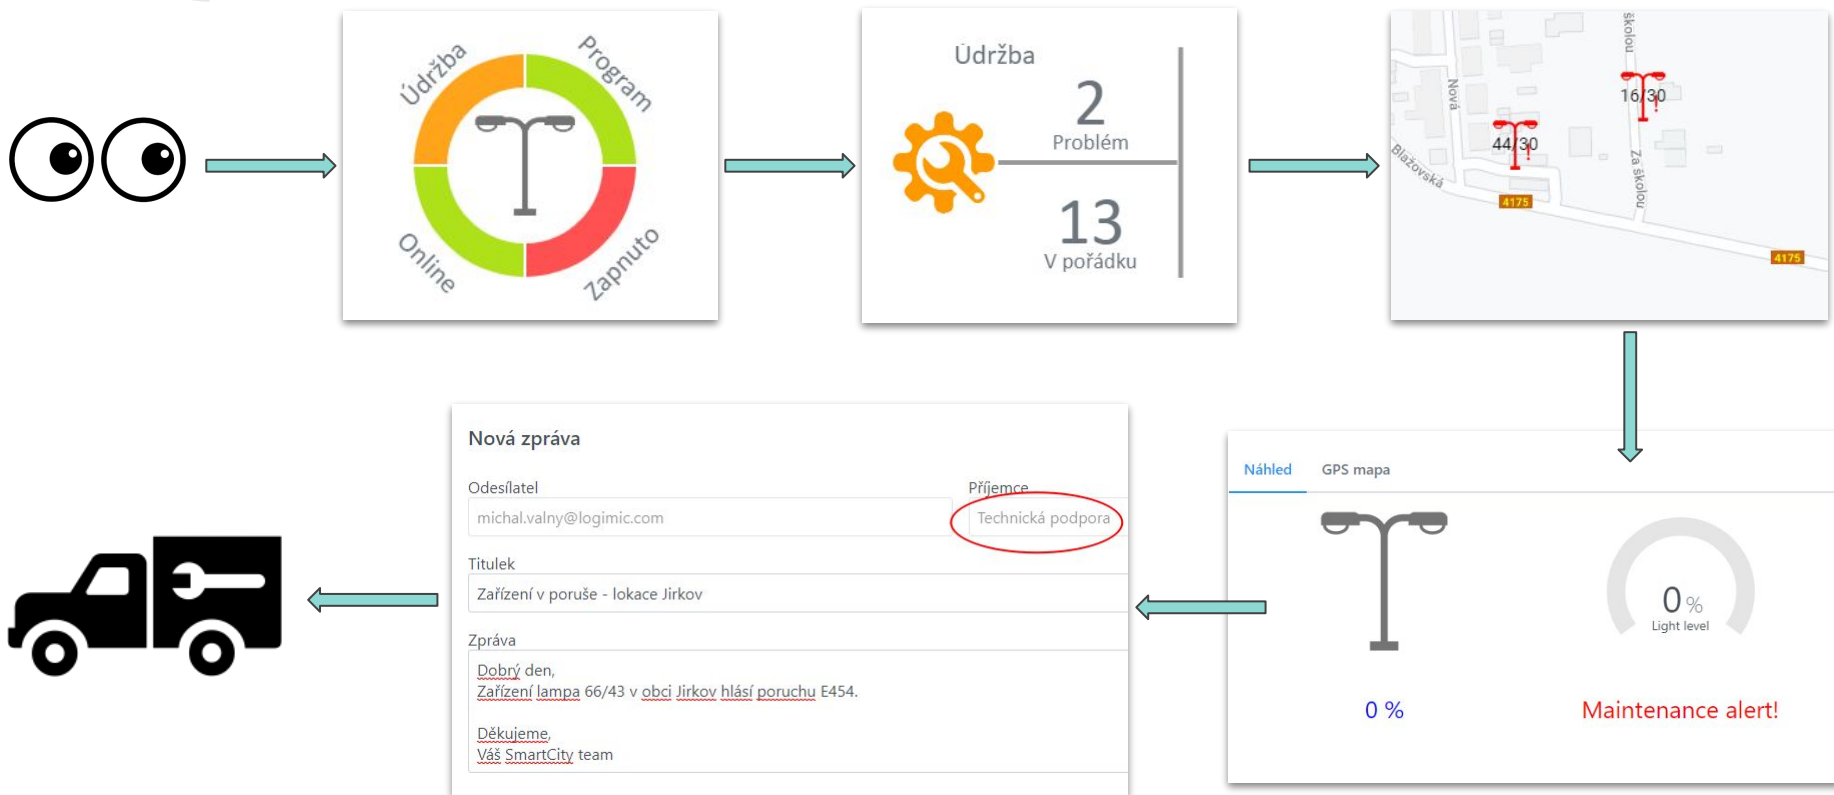 Údržba
Program
Online
Zapnuto
Údržba
2
Problém
13
V pořádku
školou
Nová
16/30
!
44/30
!
Blažovská
Za školou
4175
4175
Náhled
GPS mapa
0 %
Light level
0 %
Maintenance alert!
Nová zpráva
Odesílatel
Příjemce
michal.valny@logimic.com
Technická podpora
Titulek
Zařízení v poruše - lokace Jirkov
Zpráva
Dobrý den,
Zařízení lampa 66/43 v obci Jirkov hlásí poruchu E454.
Děkujeme,
Váš SmartCity team